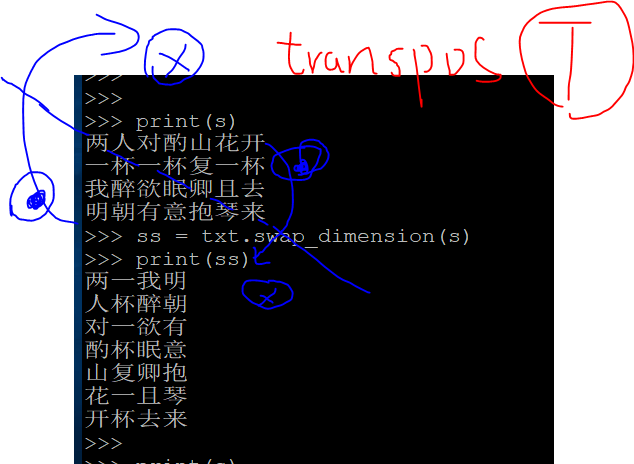 transpos T
x
>>>
>>>
>>> print(s)
两人对酌山花开
一杯一杯复一杯
我醉欲眠卿且去
明朝有意抱琴来
>>> ss = txt.swap_dimension(s)
>>> print(ss)
两一我明
x
人杯醉朝
对一欲有
酌杯眠意
山复卿抱
花一且琴
开杯去来
>>>
>>> print(s)